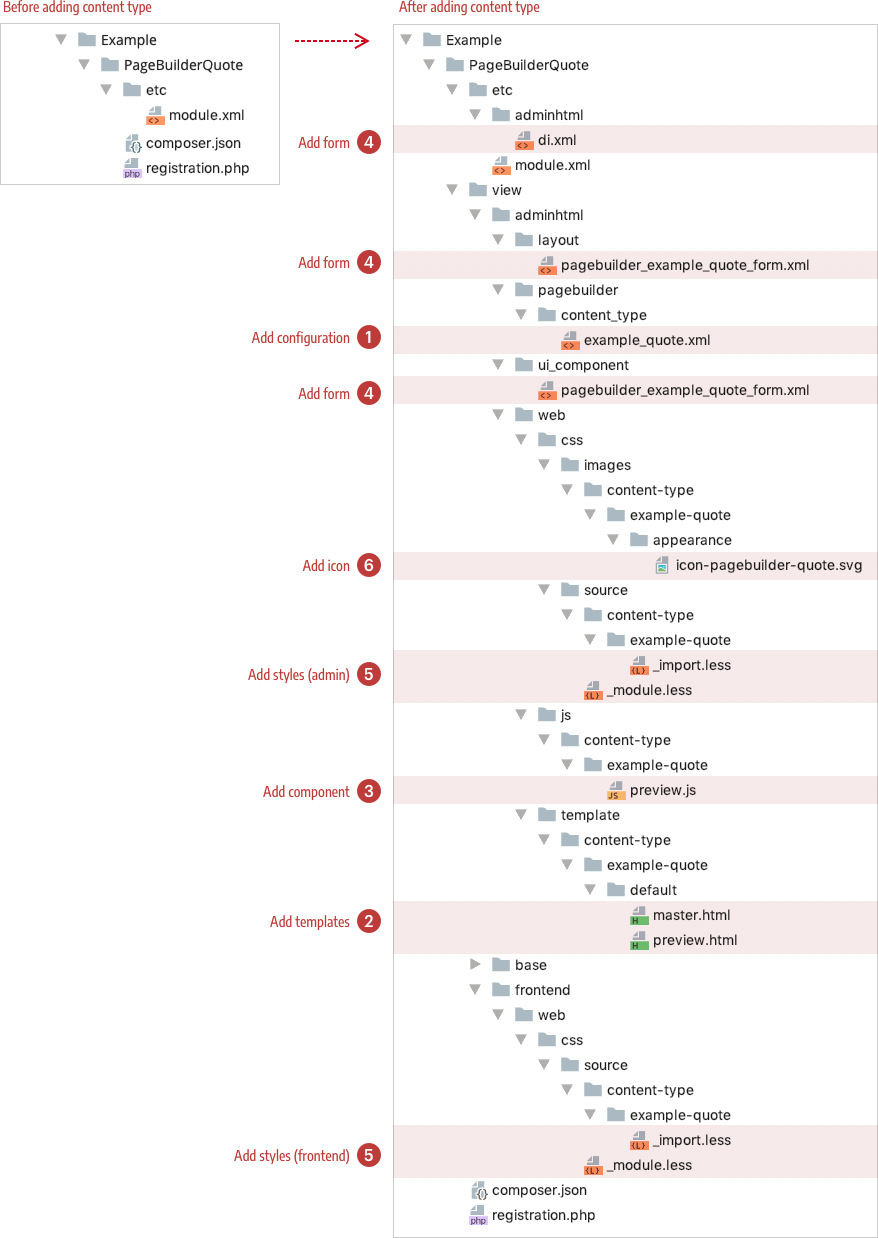 Before adding content type
Example
PageBuilderQuote
etc
<> module.xml
{} composer.json
php registration.php
After adding content type
Example
PageBuilderQuote
etc
adminhtml
Add form 4 <> di.xml
<> module.xml
view
adminhtml
layout
Add form 4 <> pagebuilder_example_quote_form.xml
pagebuilder
content_type
Add configuration 1 <> example_quote.xml
ui_component
Add form 4 <> pagebuilder_example_quote_form.xml
web
css
images
content-type
example-quote
appearance
Add icon 6 icon-pagebuilder-quote.svg
source
content-type
example-quote
Add styles (admin) 5 {L} _import.less
{L} _module.less
js
content-type
example-quote
Add component 3 JS preview.js
template
content-type
example-quote
default
Add templates 2 H master.html
H preview.html
base
frontend
web
css
source
content-type
example-quote
Add styles (frontend) 5 {L} _import.less
{L} _module.less
{} composer.json
php registration.php